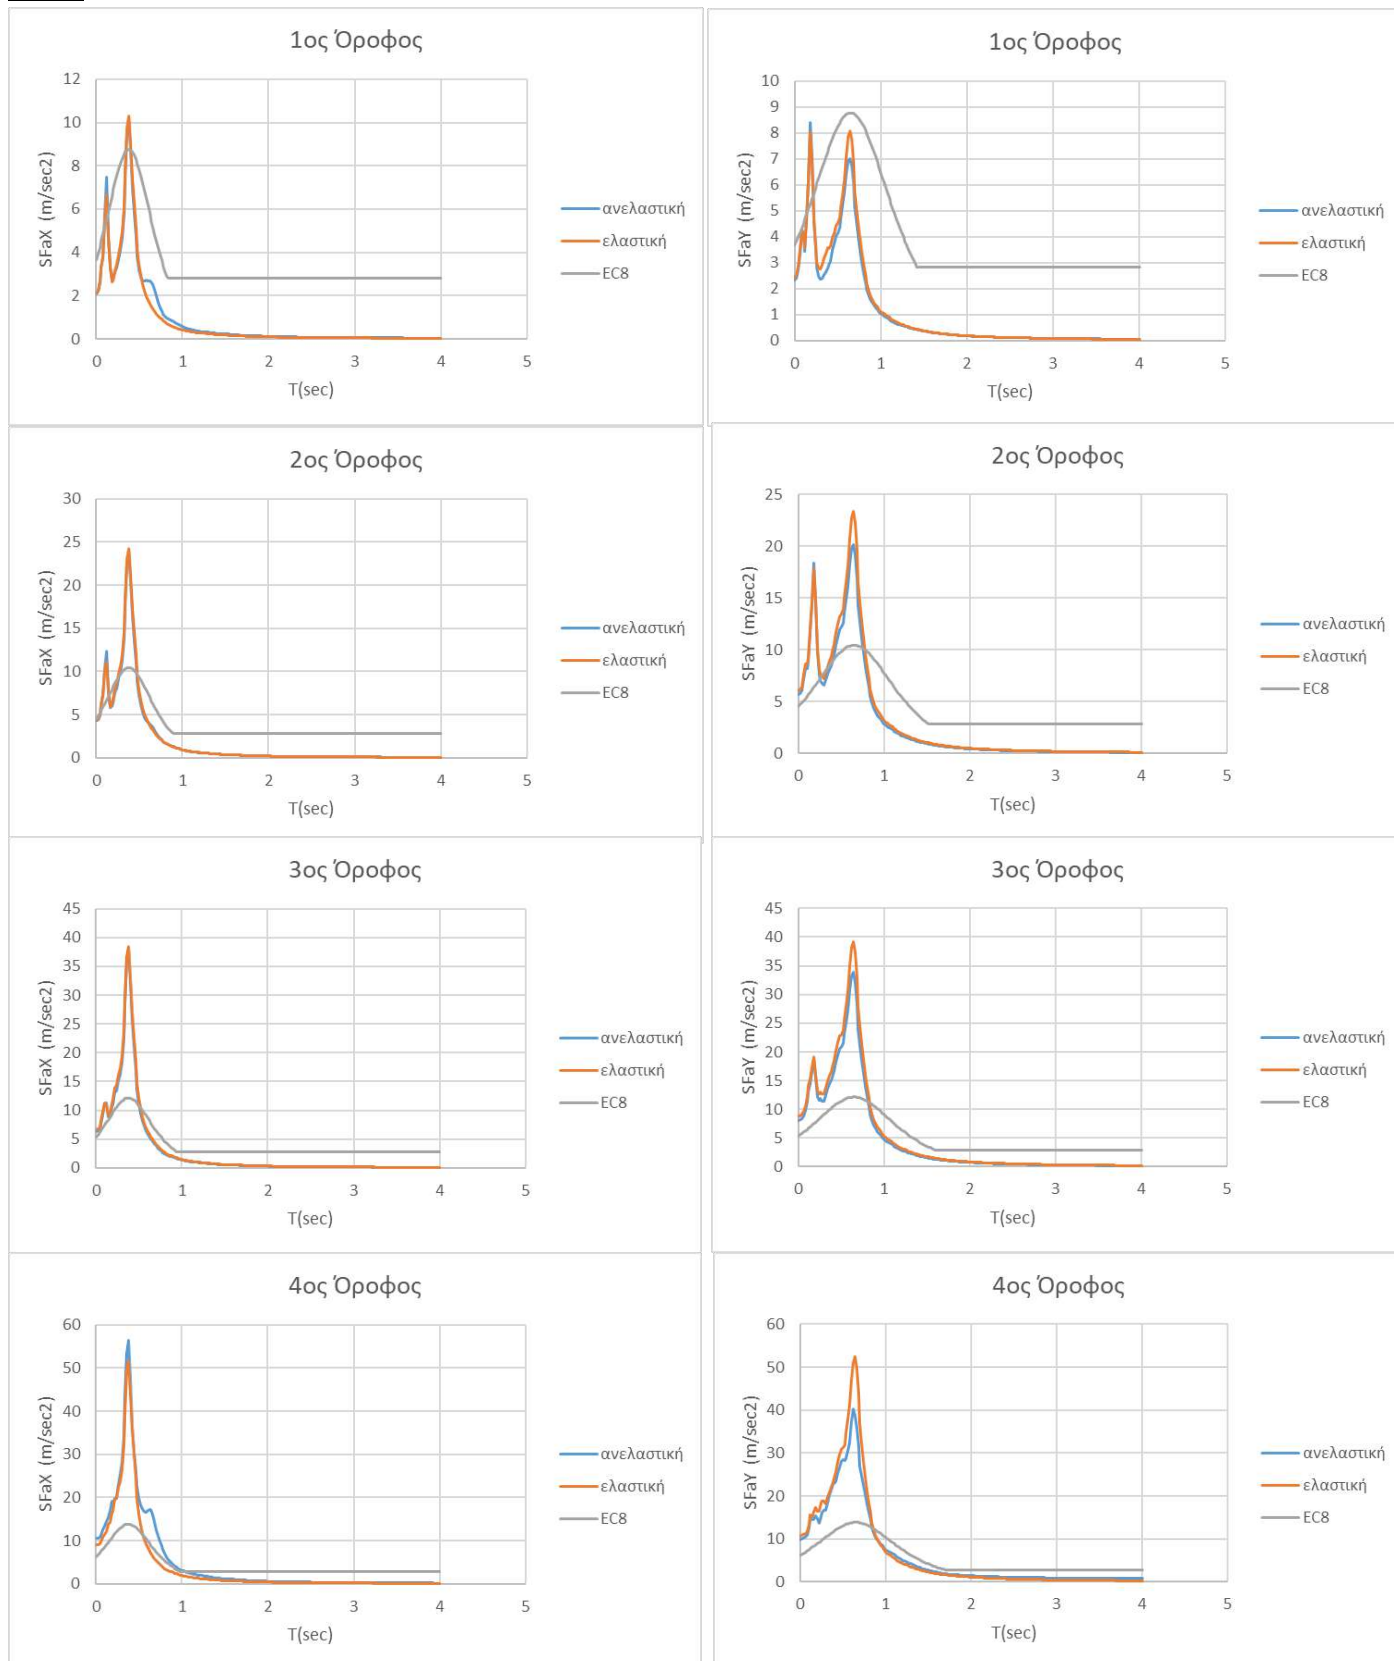 1ος Όροφος
12
10
8
6
4
2
0
0 1 2 3 4 5
SFaX (m/sec2)
T(sec)
ανελαστική
ελαστική
EC8
1ος Όροφος
10
9
8
7
6
5
4
3
2
1
0
0 1 2 3 4 5
SFaY (m/sec2)
T(sec)
ανελαστική
ελαστική
EC8
2ος Όροφος
30
25
20
15
10
5
0
0 1 2 3 4 5
SFaX (m/sec2)
T(sec)
ανελαστική
ελαστική
EC8
2ος Όροφος
25
20
15
10
5
0
0 1 2 3 4 5
SFaY (m/sec2)
T(sec)
ανελαστική
ελαστική
EC8
3ος Όροφος
45
40
35
30
25
20
15
10
5
0
0 1 2 3 4 5
SFaX (m/sec2)
T(sec)
ανελαστική
ελαστική
EC8
3ος Όροφος
45
40
35
30
25
20
15
10
5
0
0 1 2 3 4 5
SFaY (m/sec2)
T(sec)
ανελαστική
ελαστική
EC8
4ος Όροφος
60
50
40
30
20
10
0
0 1 2 3 4 5
SFaX (m/sec2)
T(sec)
ανελαστική
ελαστική
EC8
4ος Όροφος
60
50
40
30
20
10
0
0 1 2 3 4 5
SFaY (m/sec2)
T(sec)
ανελαστική
ελαστική
EC8